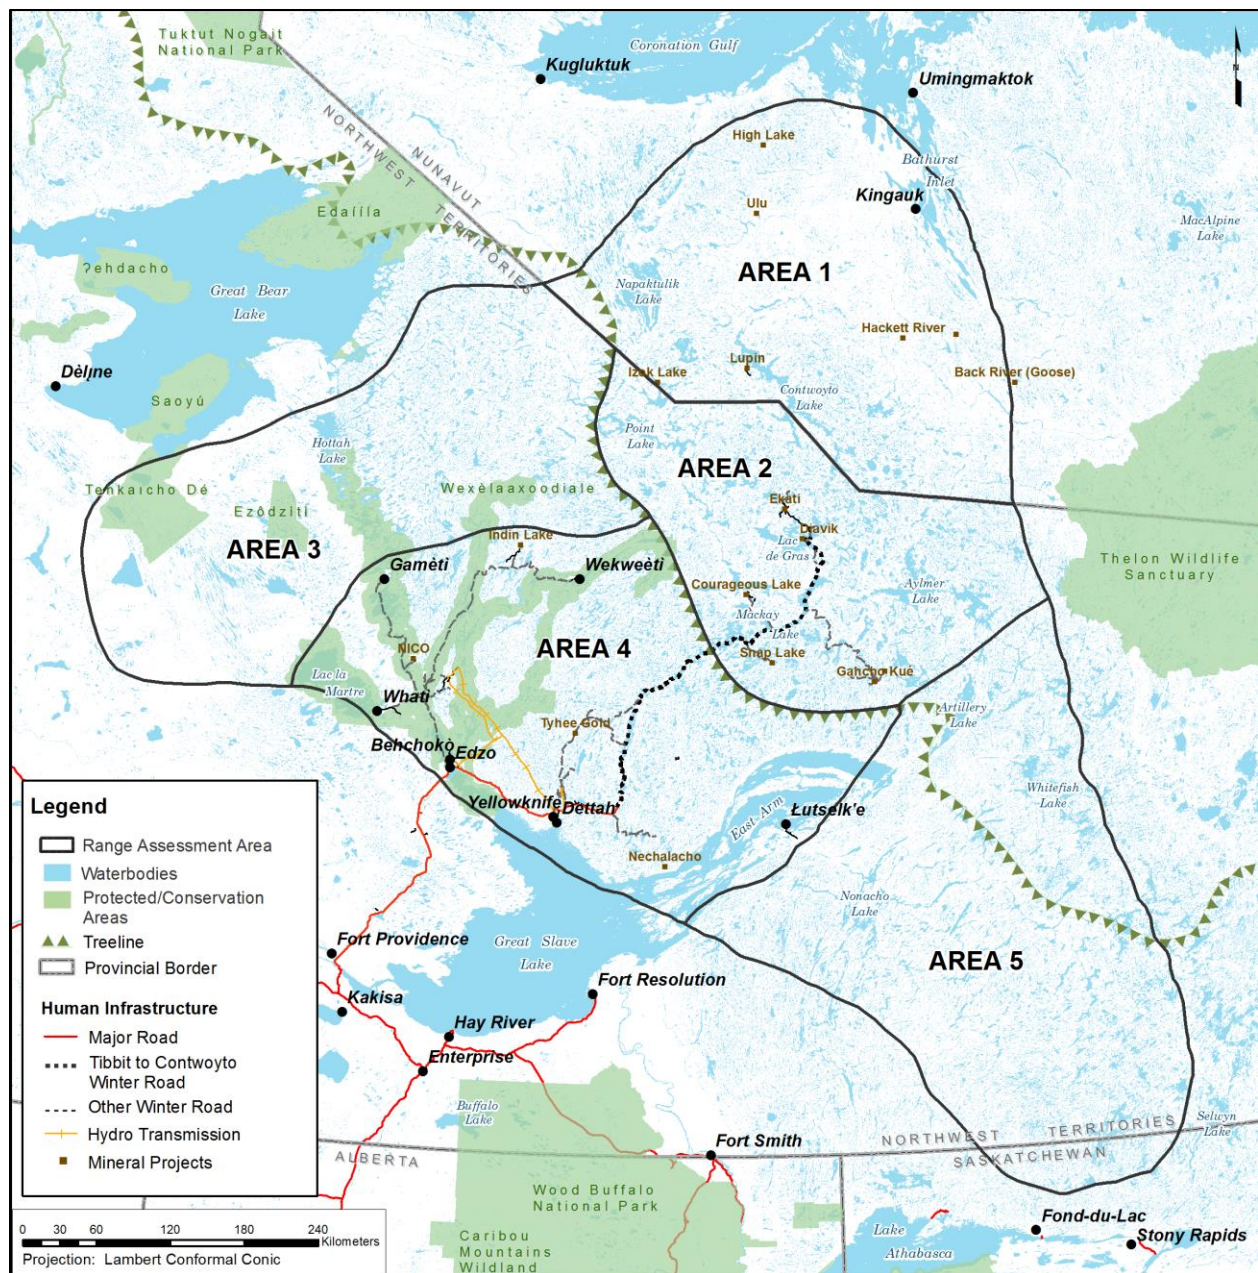 Tuktut Nogait
National Park
Coronation Gulf
Kugluktuk
Umingmaktok
NORTHWEST TERRITORIES
NUNAVUT
High Lake
Bathurst
Inlet
Kingauk
Ulu
Edaííla
MacAlpine
Lake
Ɂehdacho
Great Bear
Lake
AREA 1
Napaktulik
Lake
Hackett River
Lupin
Izok Lake
Back River (Goose)
Contwoyto
Lake
Délįne
Saoyú
Point
Lake
Hottah
Lake
AREA 2
Tenkaicho Dé
Wexèlaaxoodiale
Ezǫ̀dzìtì
Ekati
Diavik
Lac
de Gras
AREA 3
Indin Lake
Gamètì
Wekweètì
Thelon Wildlife
Sanctuary
Courageous Lake
Aylmer
Lake
Mackay
Lake
AREA 4
NICO
Snap Lake
Gahcho Kué
Lac la
Martre
Whatì
Artillery
Lake
Tyhee Gold
Behchokò
Edzo
Whitefish
Lake
Yellowknife
Dettah
East Arm
Łutselk'e
Nechalacho
Nonacho
Lake
Great Slave
Lake
AREA 5
Fort Providence
Fort Resolution
Kakisa
Hay River
Enterprise
Buffalo
Lake
Fort Smith
NORTHWEST TERRITORIES
SASKATCHEWAN
Selwyn
Lake
ALBERTA
Wood Buffalo
National Park
Caribou
Mountains
Wildland
Lake
Athabasca
Fond-du-Lac
Stony Rapids
N
Legend
Range Assessment Area
Waterbodies
Protected/Conservation
Areas
Treeline
Provincial Border
Human Infrastructure
Major Road
Tibbit to Contwoyto
Winter Road
Other Winter Road
Hydro Transmission
Mineral Projects
0 30 60 120 180 240
Kilometers
Projection: Lambert Conformal Conic